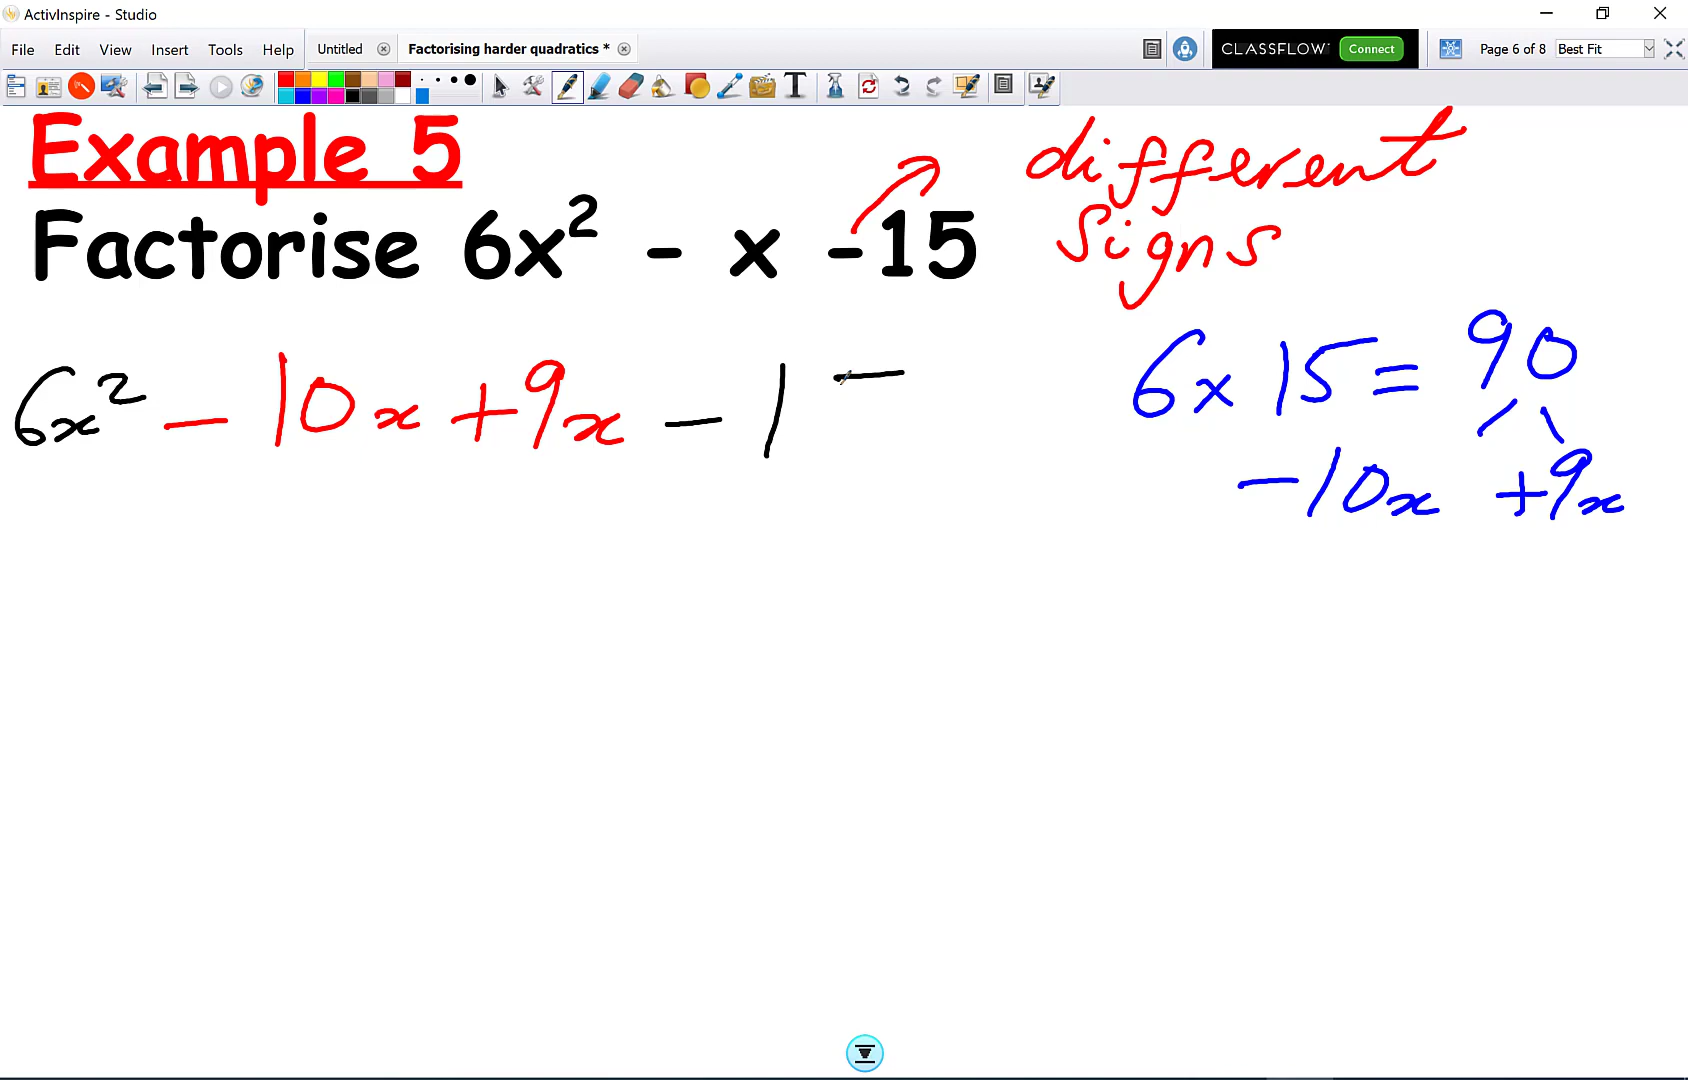 ActivInspire - Studio
File Edit View Insert Tools Help Untitled Factorising harder quadratics * CLASSFLOW Connect Page 6 of 8 Best Fit
Example 5
different
signs
Factorise 6x² - x -15
6 x 15 = 90
-10x +9x
6x² - 10x + 9x - 1